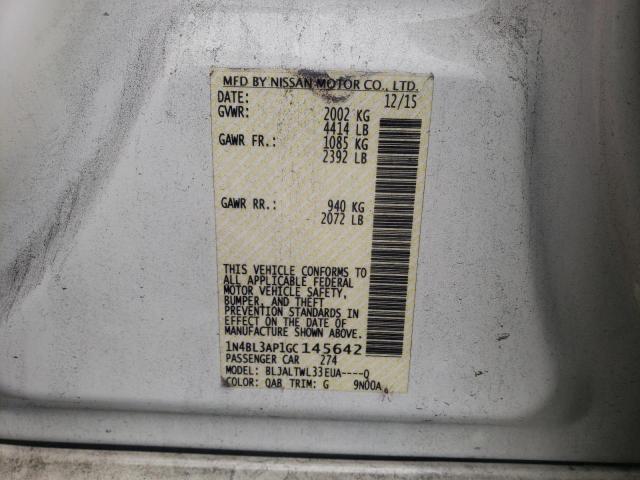 MFD BY NISSAN MOTOR CO., LTD.
DATE: 12/15
GVWR: 2002 KG
4414 LB
GAWR FR.: 1085 KG
2392 LB
GAWR RR.: 940 KG
2072 LB
THIS VEHICLE CONFORMS TO
ALL APPLICABLE FEDERAL
MOTOR VEHICLE SAFETY,
BUMPER, AND THEFT
PREVENTION STANDARDS IN
EFFECT ON THE DATE OF
MANUFACTURE SHOWN ABOVE.
1N4BL3AP1GC145642
PASSENGER CAR 274
MODEL: BLJALTWL33EUA----Q
COLOR: QAB TRIM: G 9N00A